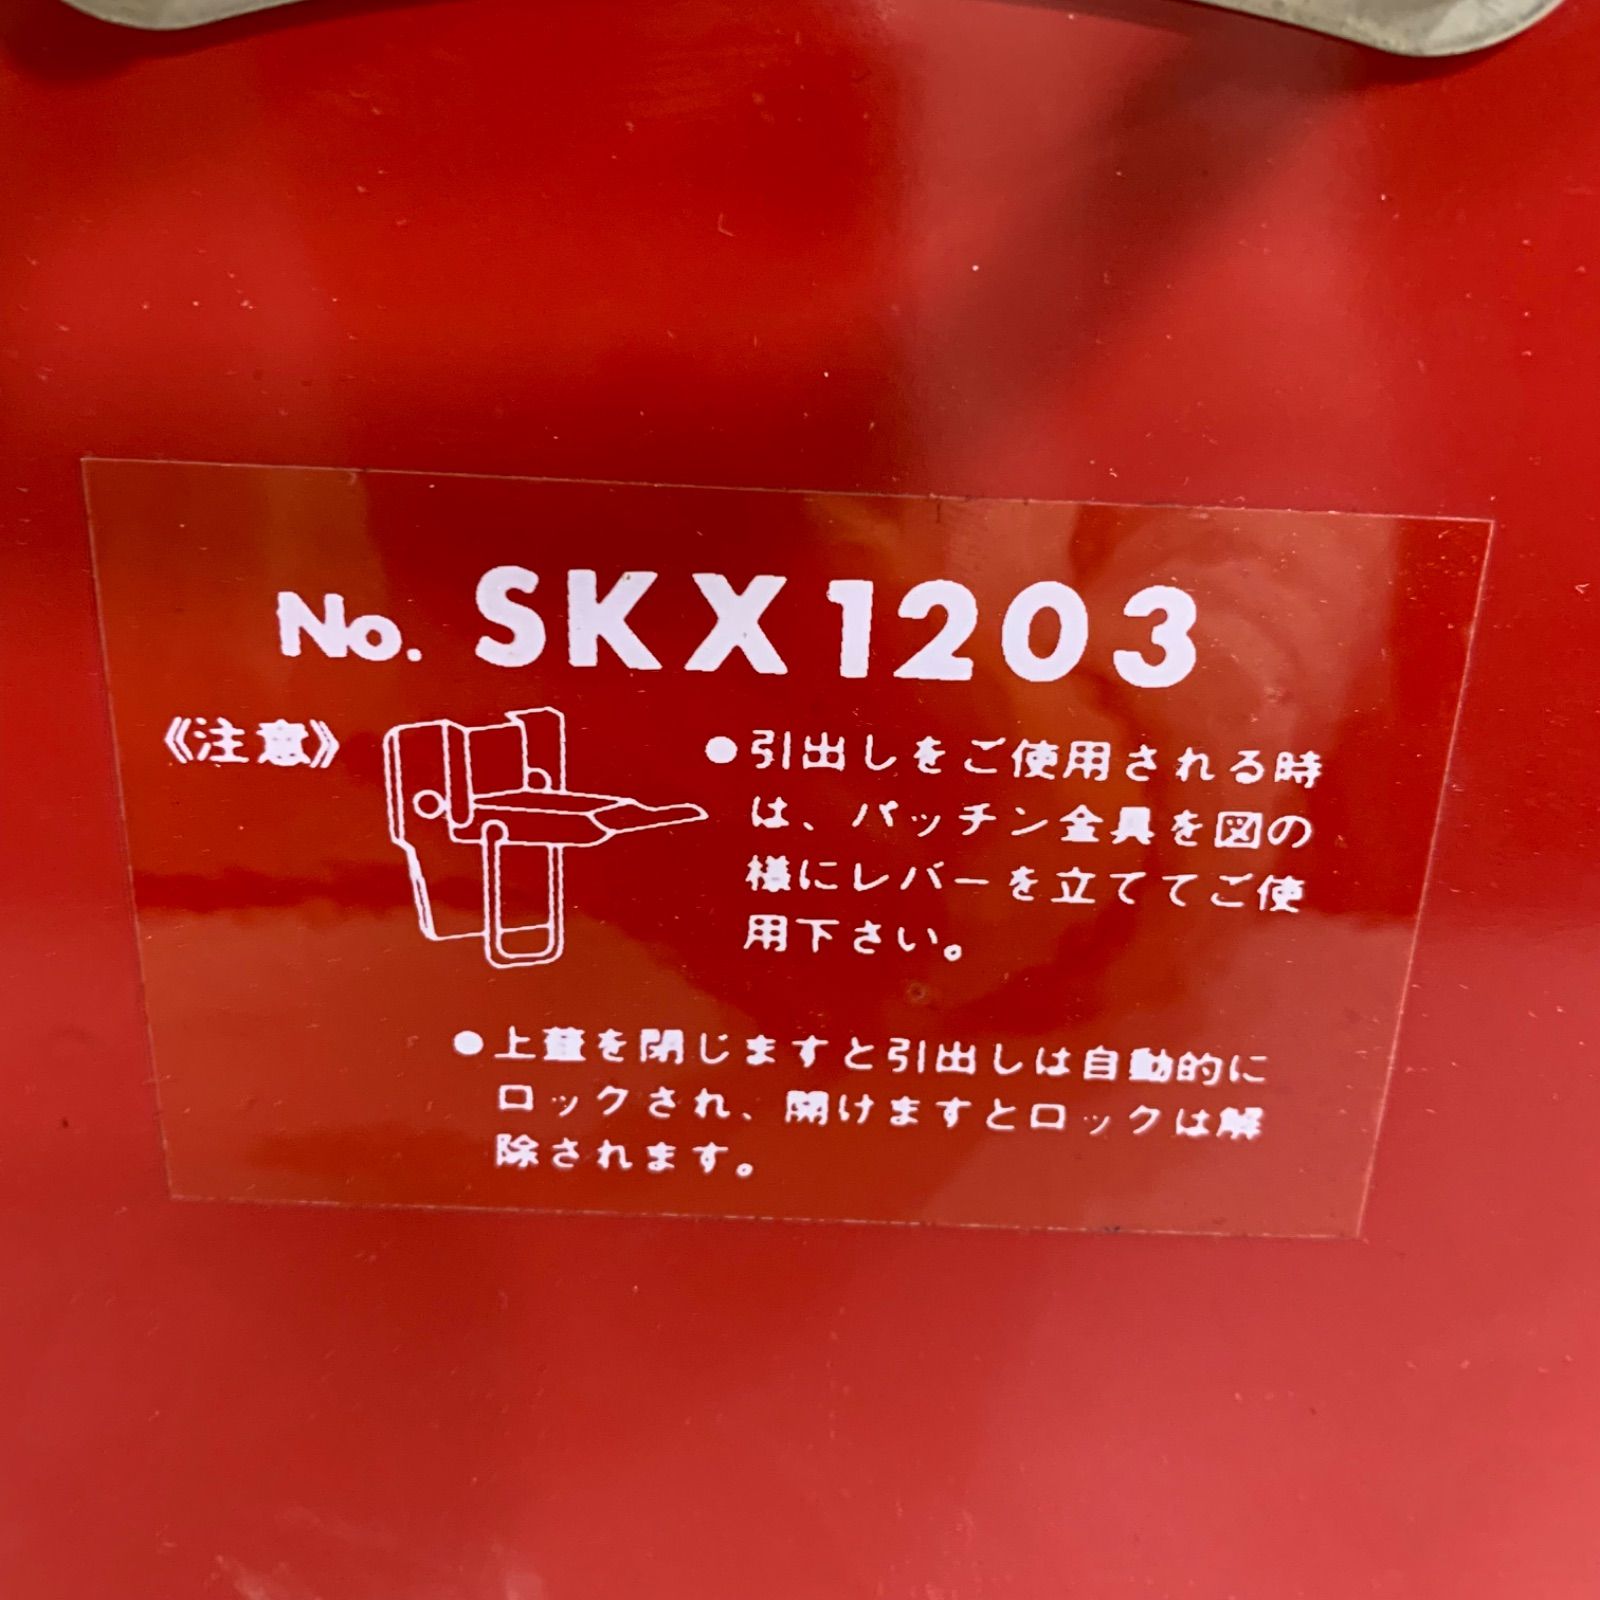 No. SKX1203
《注意》
●引出しをご使用される時
は、パッチン金具を図の
様にレバーを立ててご使
用下さい。
●上蓋を閉じますと引出しは自動的に
ロックされ、開けますとロックは解
除されます。